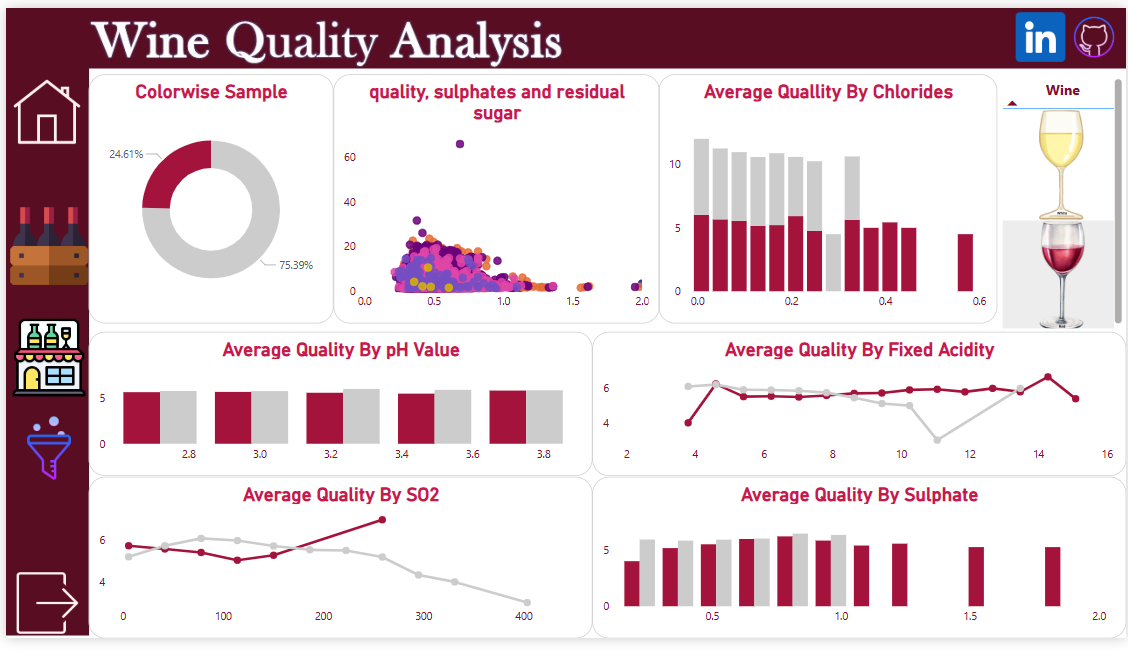 Wine Quality Analysis
in
Colorwise Sample
24.61%
75.39%
quality, sulphates and residual
sugar
60
40
20
0
0.0 0.5 1.0 1.5 2.0
Average Quallity By Chlorides
10
5
0
0.0 0.2 0.4 0.6
Wine
Average Quality By pH Value
5
0
2.8 3.0 3.2 3.4 3.6 3.8
Average Quality By Fixed Acidity
6
4
2 4 6 8 10 12 14 16
Average Quality By SO2
6
4
0 100 200 300 400
Average Quality By Sulphate
5
0
0.5 1.0 1.5 2.0